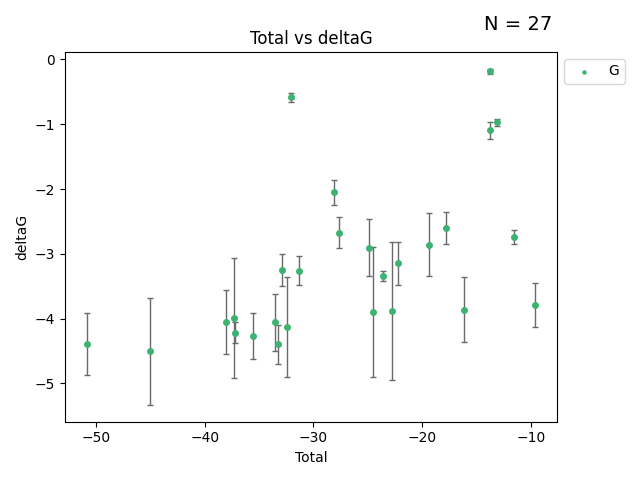 N = 27
Total vs deltaG
G
deltaG
0
−1
−2
−3
−4
−5
−50
−40
−30
−20
−10
Total